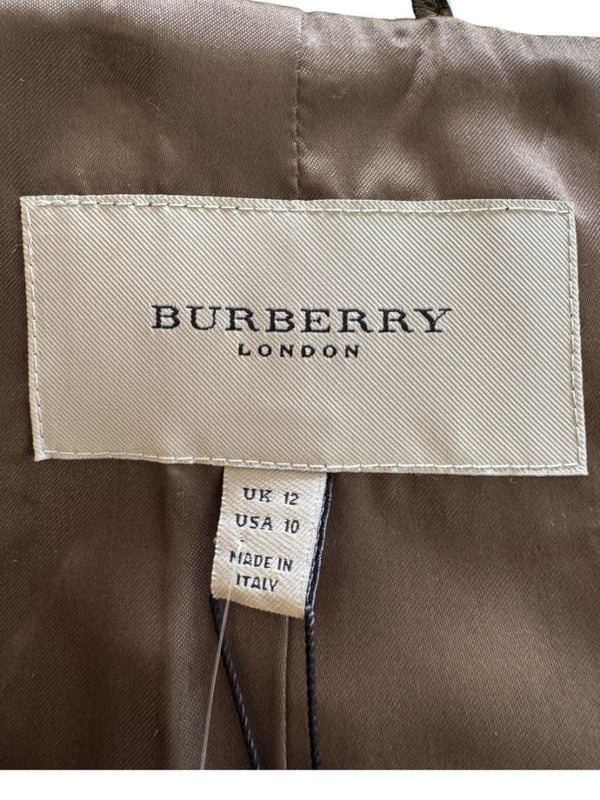 BURBERRY
LONDON
UK 12
USA 10
MADE IN
ITALY